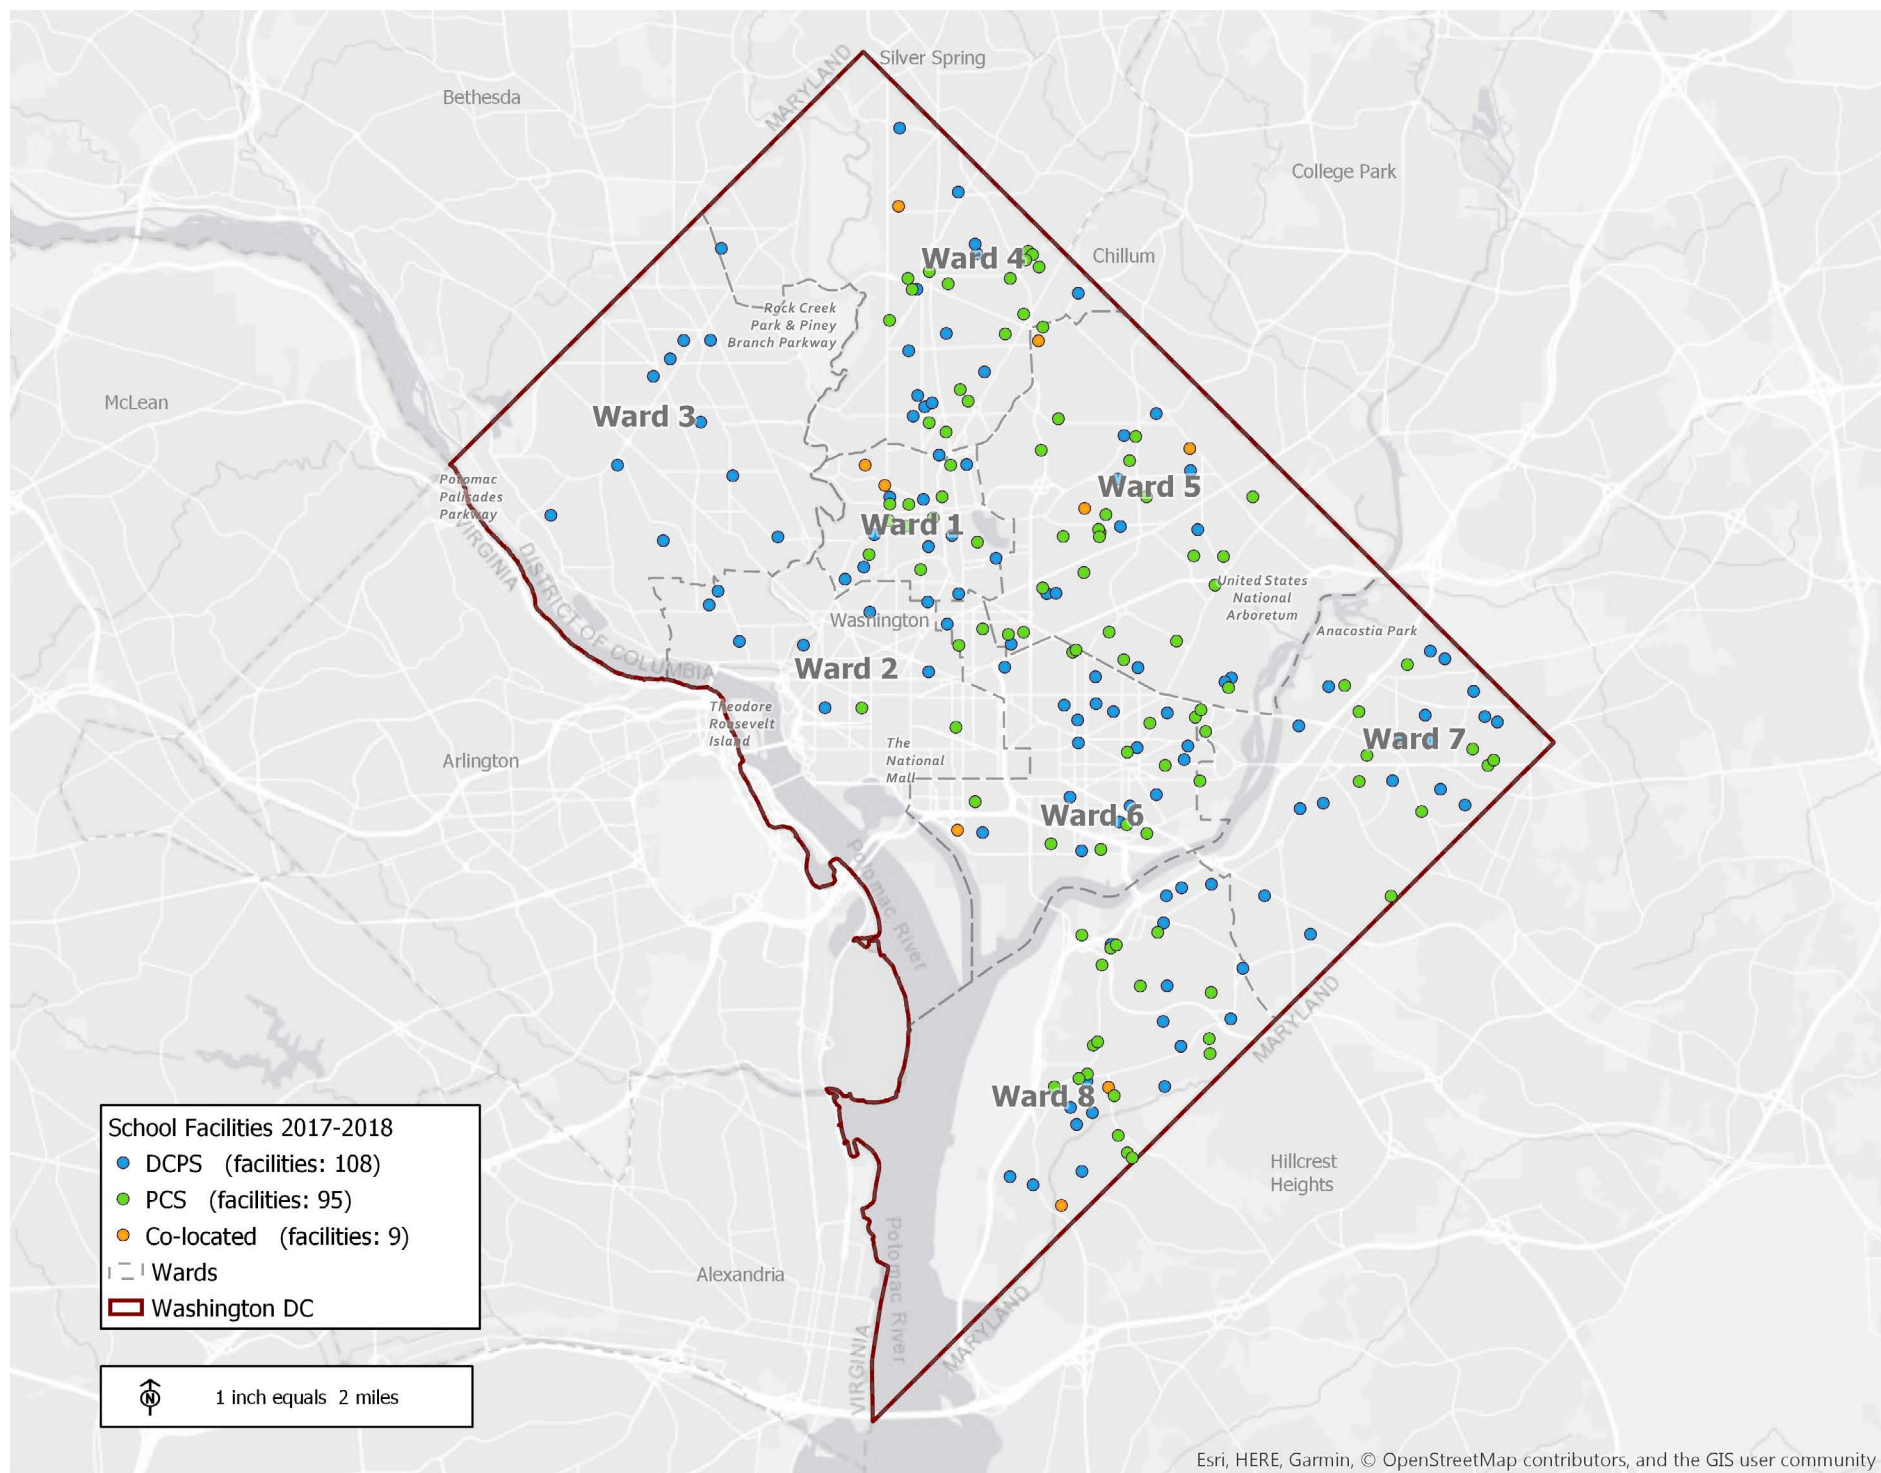 Silver Spring
Bethesda
MARYLAND
College Park
Chillum
Ward 4
Rock Creek
Park & Piney
Branch Parkway
McLean
Ward 3
Potomac
Palisades
Parkway
VIRGINIA
DISTRICT OF COLUMBIA
Ward 5
Ward 1
United States
National
Arboretum
Washington
Anacostia Park
Ward 2
Theodore
Roosevelt
Island
The
National
Mall
Ward 7
Arlington
Ward 6
Potomac River
MARYLAND
Ward 8
Hillcrest
Heights
Alexandria
Potomac River
VIRGINIA
MARYLAND
School Facilities 2017-2018
DCPS (facilities: 108)
PCS (facilities: 95)
Co-located (facilities: 9)
Wards
Washington DC
N
1 inch equals 2 miles
Esri, HERE, Garmin, © OpenStreetMap contributors, and the GIS user community